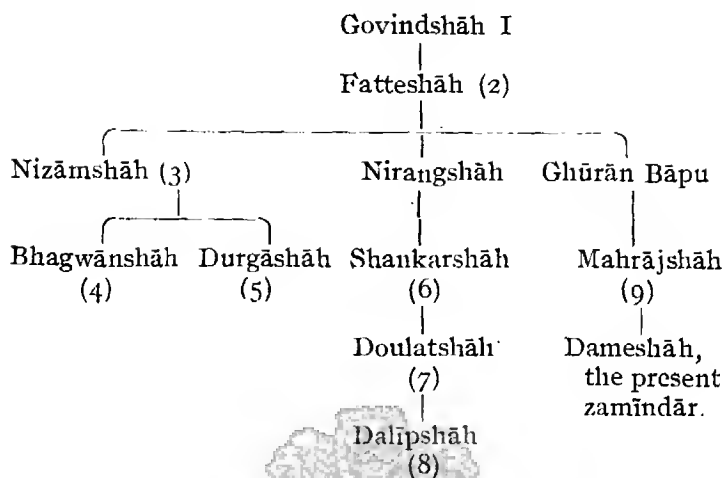 Govindshāh I
Fatteshāh (2)
Nizāmshāh (3) Nirangshāh Ghūrān Bāpu
Bhagwānshāh Durgāshāh Shankarshāh Mahrājshāh
(4) (5) (6) (9)
Doulatshāh Dameshāh,
(7) the present
zamīndār.
Dalīpshāh
(8)